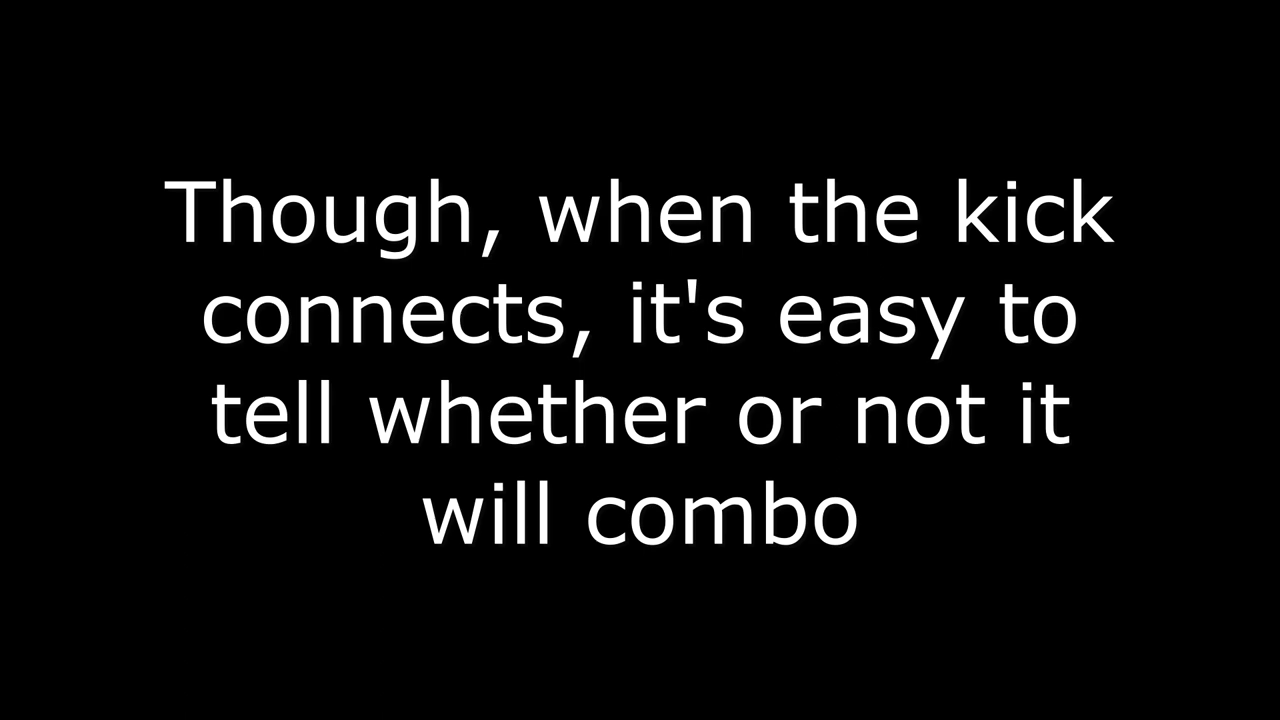 Though, when the kick
connects, it's easy to
tell whether or not it
will combo